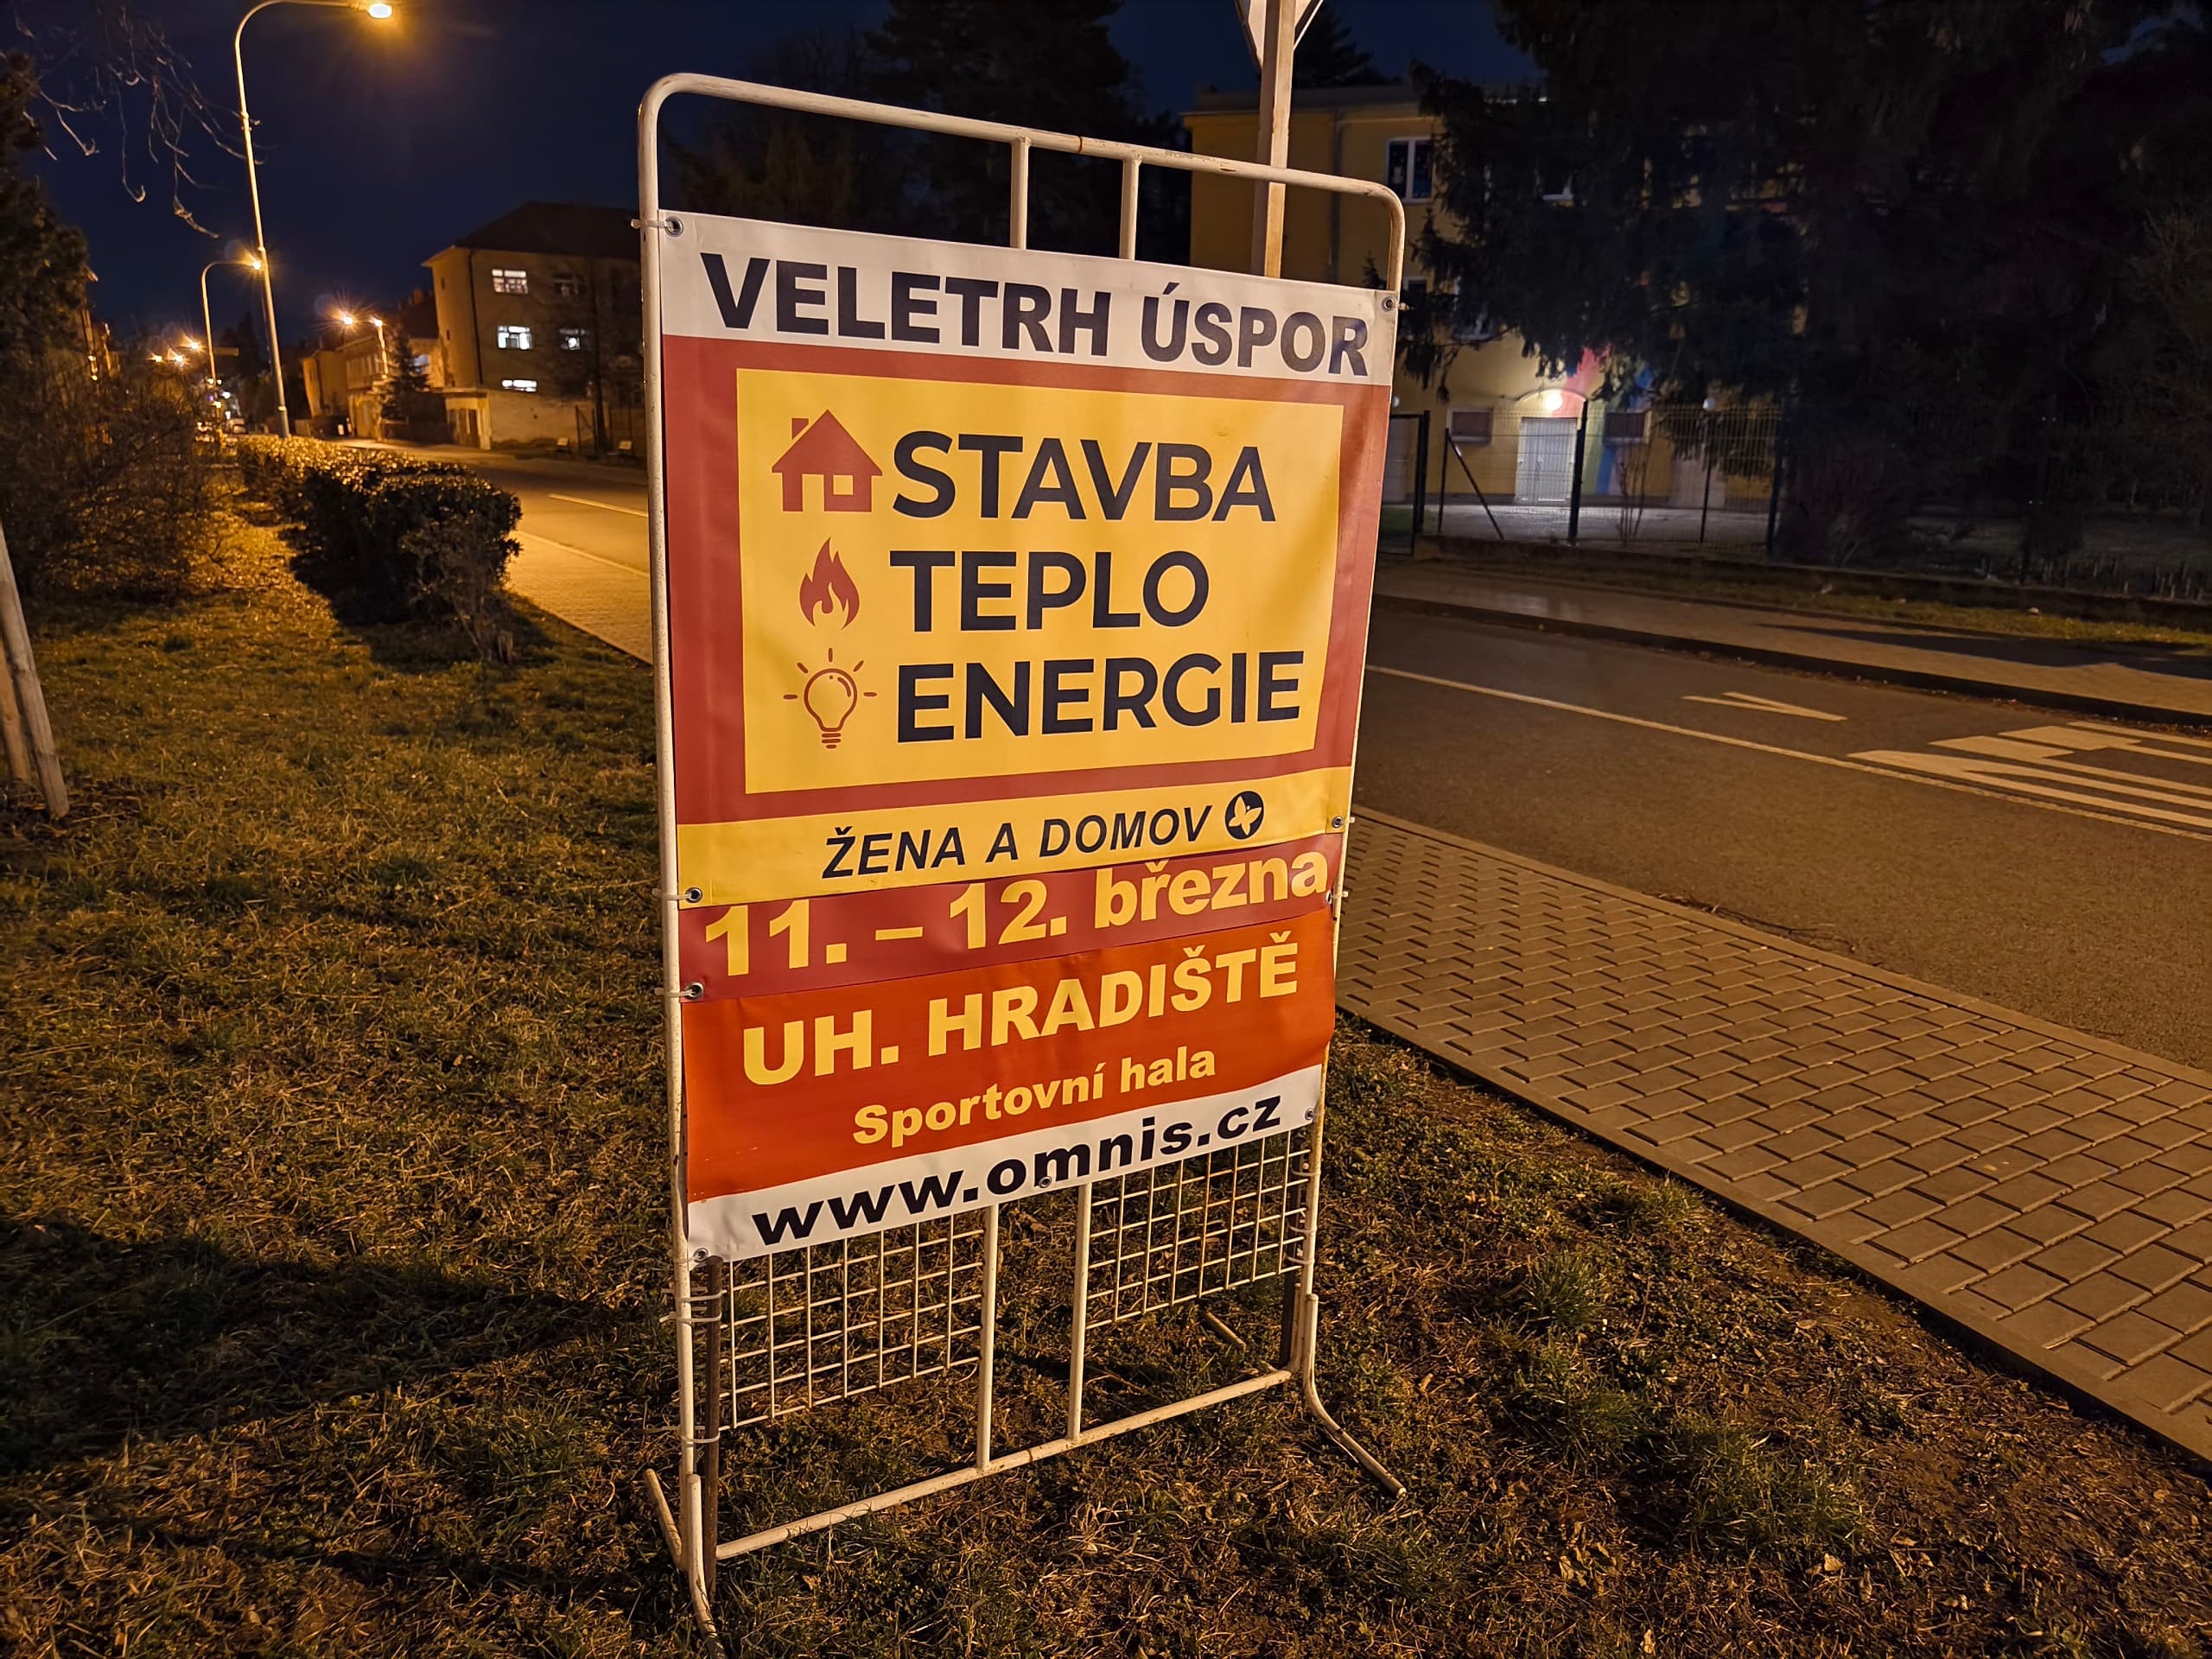 VELETRH ÚSPOR
STAVBA
TEPLO
ENERGIE
ŽENA A DOMOV
11. – 12. března
UH. HRADIŠTĚ
Sportovní hala
www.omnis.cz